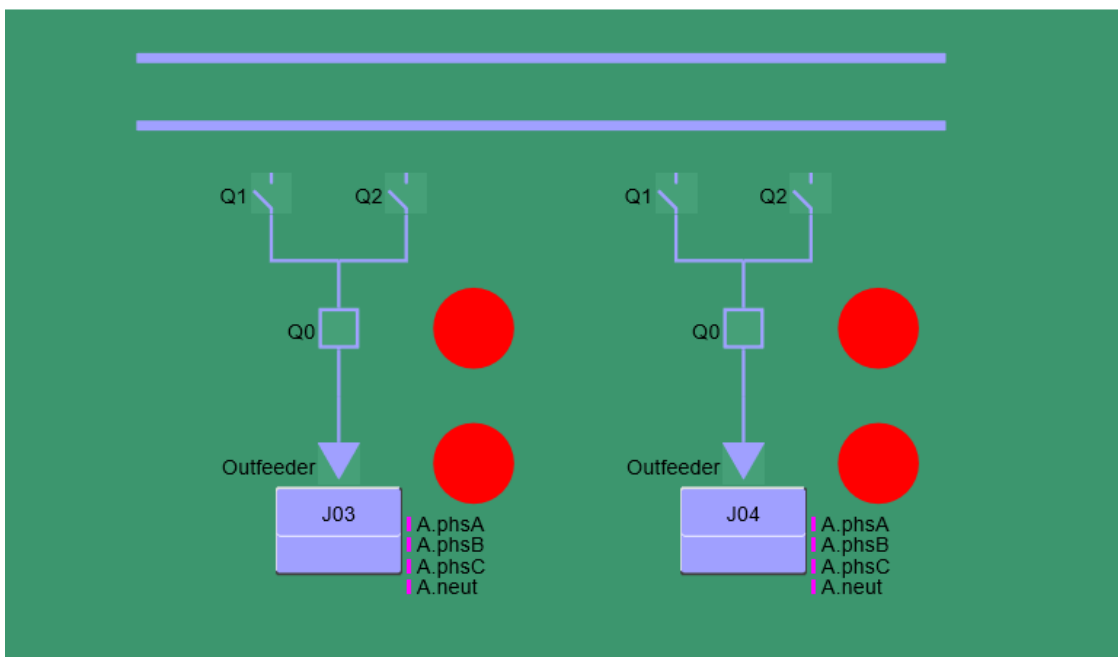 Q1 Q2 Q1 Q2
Q0 Q0
Outfeeder Outfeeder
J03 J04
A.phsA A.phsA
A.phsB A.phsB
A.phsC A.phsC
A.neut A.neut